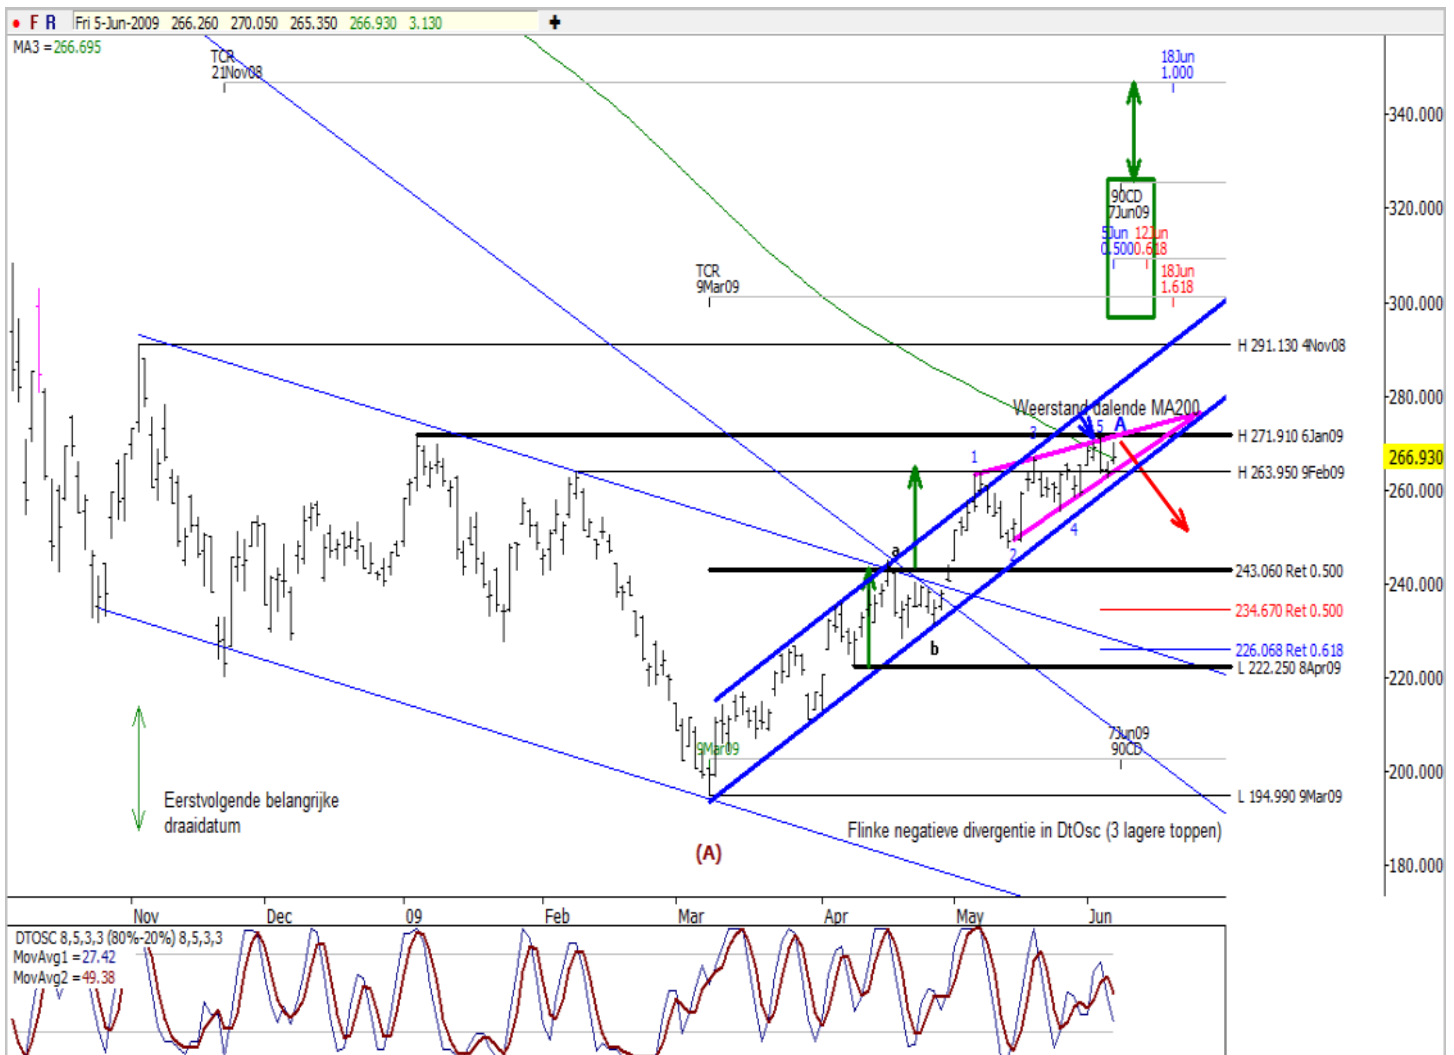 F R Fri 5-Jun-2009 266.260 270.050 265.350 266.930 3.130
MA3 = 266.695
TCR
21Nov08
18Jun
1.000
340.000
90CD
7Jun09
320.000
5Jun 12Jun
0.500 0.618
TCR
9Mar09
18Jun
1.618
300.000
H 291.130 4Nov08
280.000
Weerstand dalende MA200
1
3
5
A
H 271.910 6Jan09
266.930
H 263.950 9Feb09
260.000
2
4
a
243.060 Ret 0.500
240.000
234.670 Ret 0.500
b
226.068 Ret 0.618
L 222.250 8Apr09
220.000
9Mar09
7Jun09
90CD
200.000
L 194.990 9Mar09
Eerstvolgende belangrijke
draaidatum
Flinke negatieve divergentie in DtOsc (3 lagere toppen)
(A)
180.000
Nov Dec 09 Feb Mar Apr May Jun
DTOSC 8,5,3,3 (80%-20%) 8,5,3,3
MovAvg1 =27.42
MovAvg2 =49.38